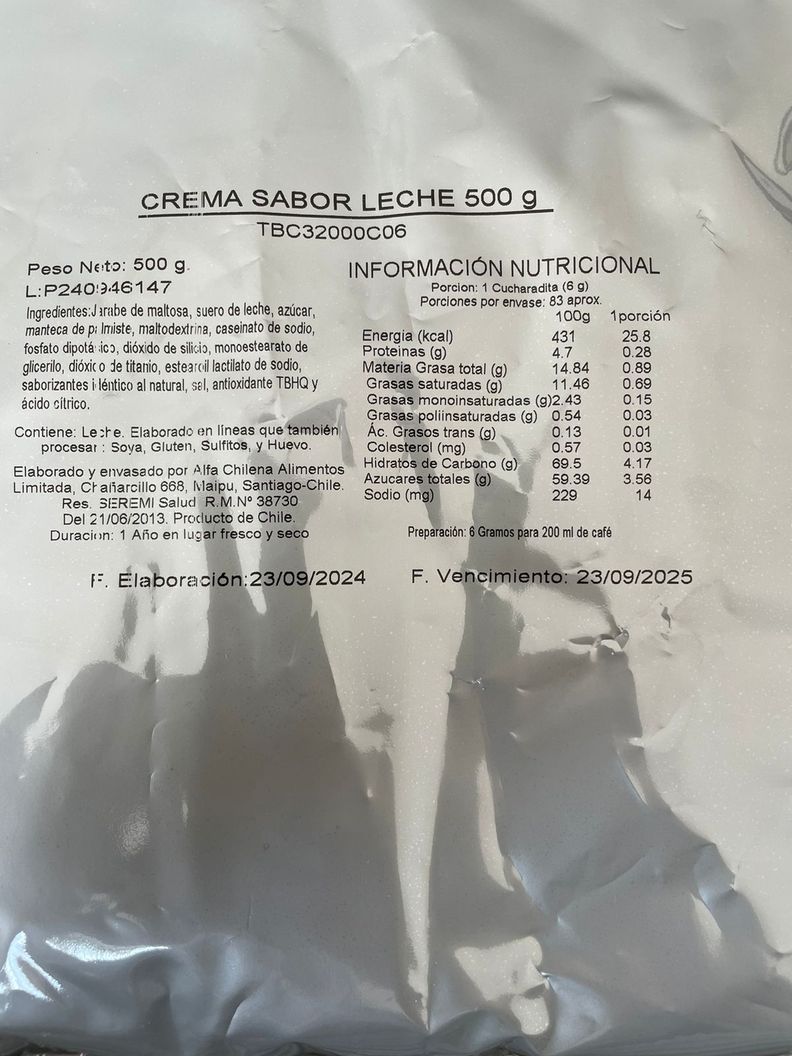 CREMA SABOR LECHE 500 g
TBC32000C06
Peso Neto: 500 g.
L:P240946147
Ingredientes:Jarabe de maltosa, suero de leche, azúcar,
manteca de palmiste, maltodextrina, caseinato de sodio,
fosfato dipotásico, dióxido de silicio, monoestearato de
glicerilo, dióxico de titanio, estearoil lactilato de sodio,
saborizantes idéntico al natural, sal, antioxidante TBHQ y
ácido cítrico.
Contiene: Leche. Elaborado en líneas que también
procesar : Soya, Gluten, Sulfitos, y Huevo.
Elaborado y envasado por Alfa Chilena Alimentos
Limitada, Chañarcillo 668, Maipu, Santiago-Chile.
Res. SEREMI Salud R.M.Nº 38730
Del 21/06/2013. Producto de Chile.
Duración: 1 Año en lugar fresco y seco
INFORMACIÓN NUTRICIONAL
Porcion: 1 Cucharadita (6 g)
Porciones por envase: 83 aprox.
100g 1porción
Energía (kcal) 431 25.8
Proteinas (g) 4.7 0.28
Materia Grasa total (g) 14.84 0.89
Grasas saturadas (g) 11.46 0.69
Grasas monoinsaturadas (g)2.43 0.15
Grasas poliinsaturadas (g) 0.54 0.03
Ác. Grasos trans (g) 0.13 0.01
Colesterol (mg) 0.57 0.03
Hidratos de Carbono (g) 69.5 4.17
Azucares totales (g) 59.39 3.56
Sodio (mg) 229 14
Preparación: 6 Gramos para 200 ml de café
F. Elaboración:23/09/2024 F. Vencimiento: 23/09/2025